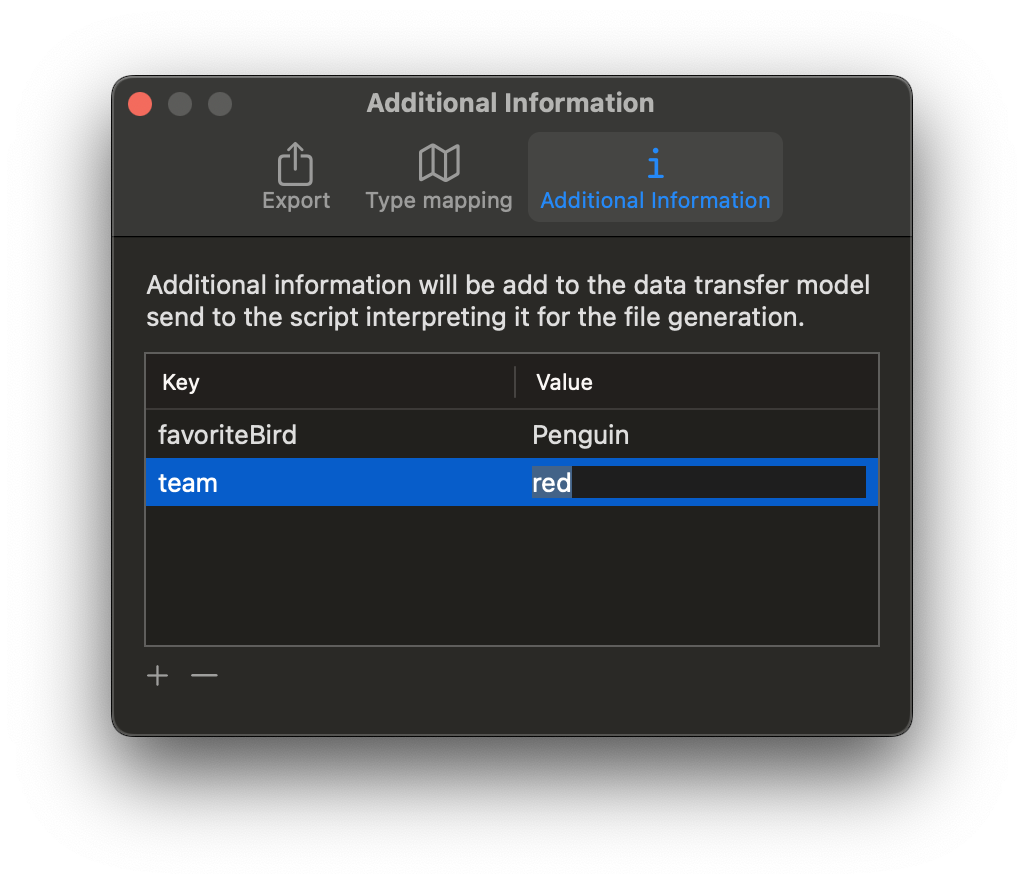 Additional Information
Export Type mapping Additional Information
Additional information will be add to the data transfer model
send to the script interpreting it for the file generation.
Key Value
favoriteBird Penguin
team red